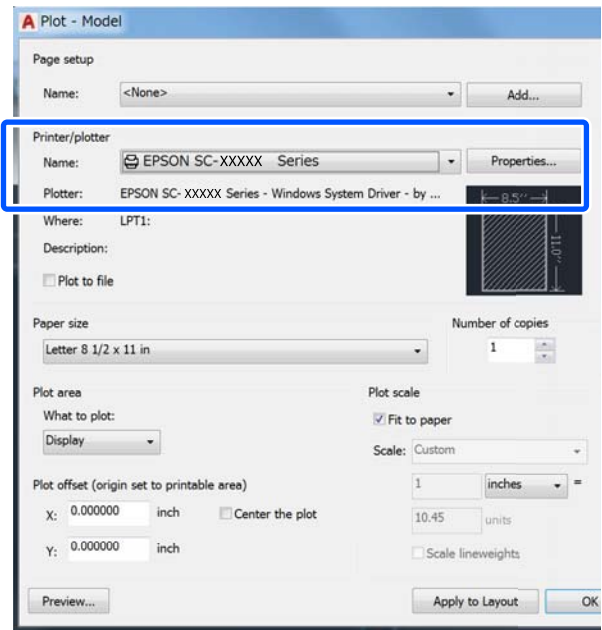 A Plot - Model
Page setup
Name: <None> Add...
Printer/plotter
Name: EPSON SC-XXXXX Series Properties...
Plotter: EPSON SC- XXXXX Series - Windows System Driver - by ...
8.5''
Where: LPT1:
11.0''
Description:
Plot to file
Paper size
Number of copies
Letter 8 1/2 x 11 in
1
Plot area
Plot scale
What to plot:
Fit to paper
Display
Scale: Custom
Plot offset (origin set to printable area)
1 inches =
X: 0.000000 inch Center the plot
10.45 units
Y: 0.000000 inch
Scale lineweights
Preview... Apply to Layout OK